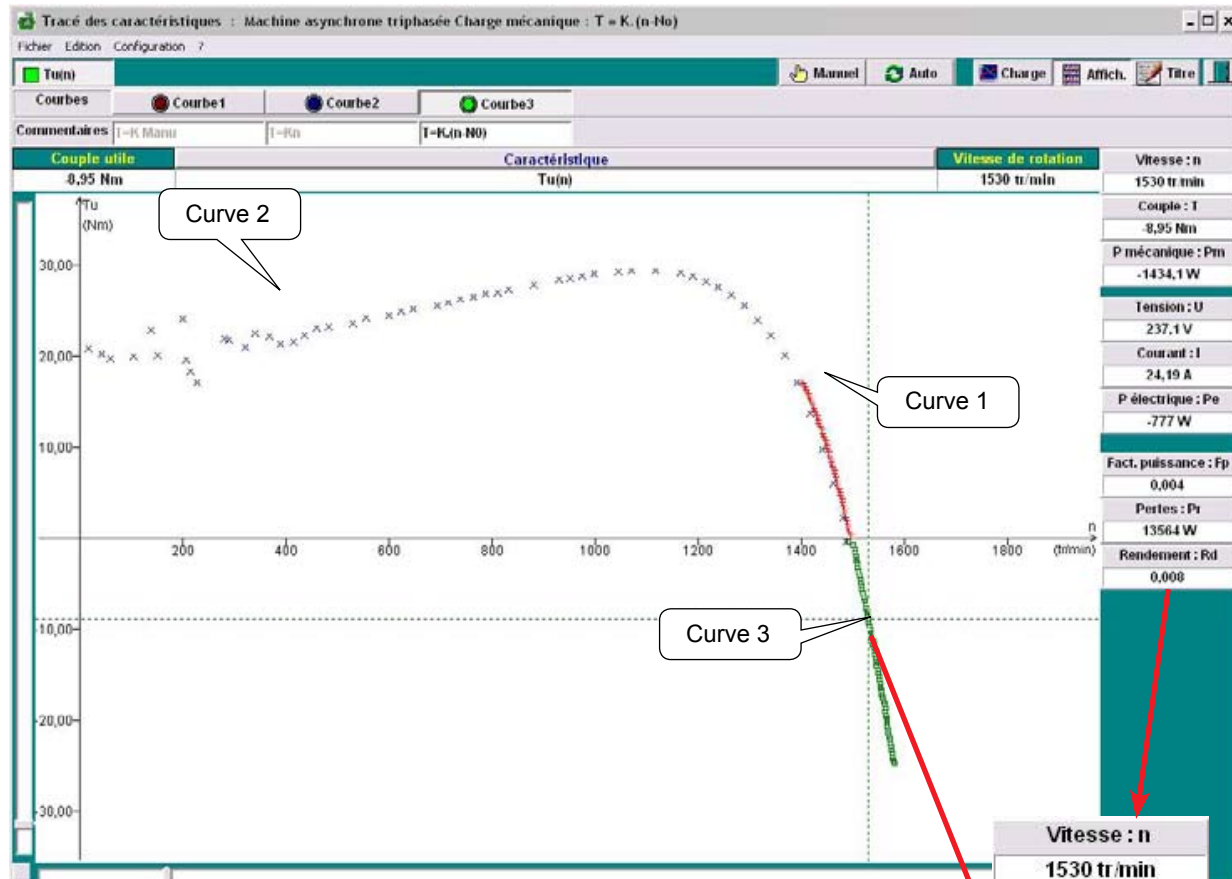 Tracé des caractéristiques : Machine asynchrone triphasée Charge mécanique : T = K.(n-No)
Fichier Edition Configuration ?
Tu(n) Manuel Auto Charge Affich. Titre
Courbes Courbe1 Courbe2 Courbe3
Commentaires T=K Manu T=Kn T=K.(n-N0)
Couple utile Caractéristique Vitesse de rotation
-8,95 Nm Tu(n) 1530 tr/min
Vitesse : n
1530 tr/min
Couple : T
-8,95 Nm
P mécanique : Pm
-1434,1 W
Tension : U
237,1 V
Courant : I
24,19 A
P électrique : Pe
-777 W
Fact. puissance : Fp
0,004
Pertes : Pr
13564 W
Rendement : Rd
0,008
Tu
(Nm)
Curve 2
30,00
20,00
Curve 1
10,00
n
200 400 600 800 1000 1200 1400 1600 1800 (tr/min)
-10,00
Curve 3
-20,00
-30,00
Vitesse : n
1530 tr/min